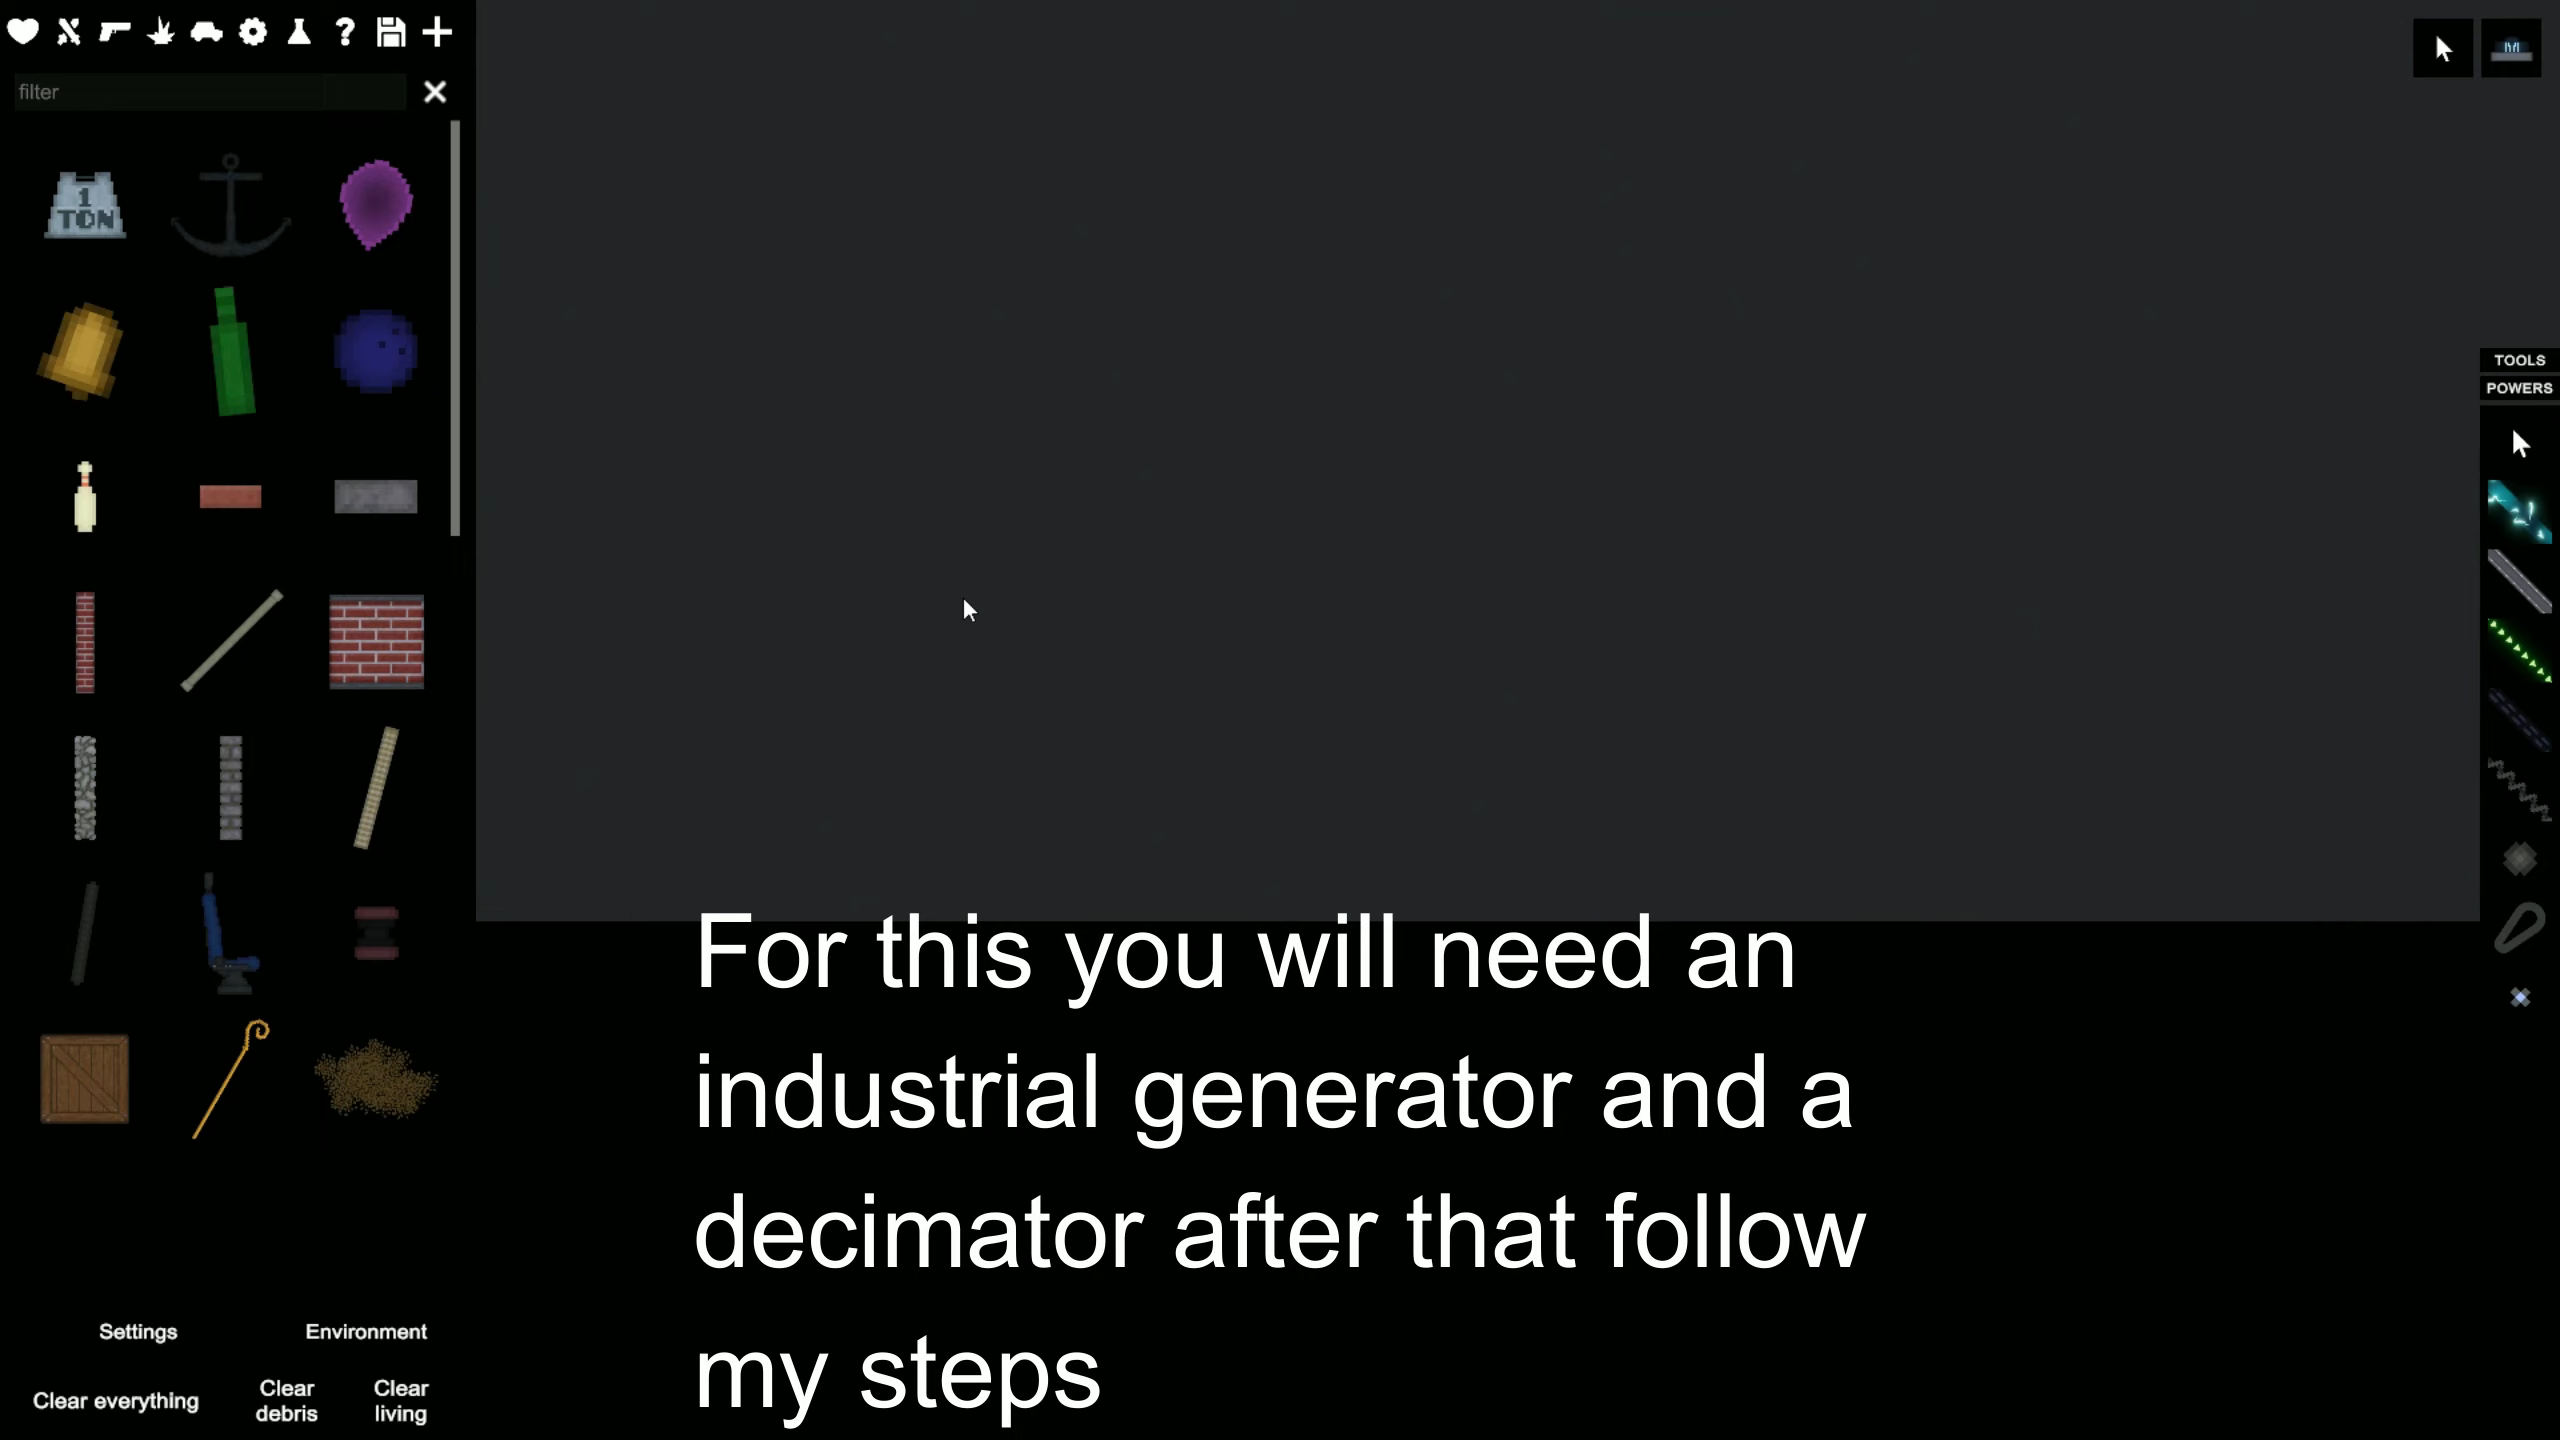 filter
1
TON
TOOLS
POWERS
For this you will need an
industrial generator and a
decimator after that follow
my steps
Settings
Environment
Clear everything
Clear
debris
Clear
living